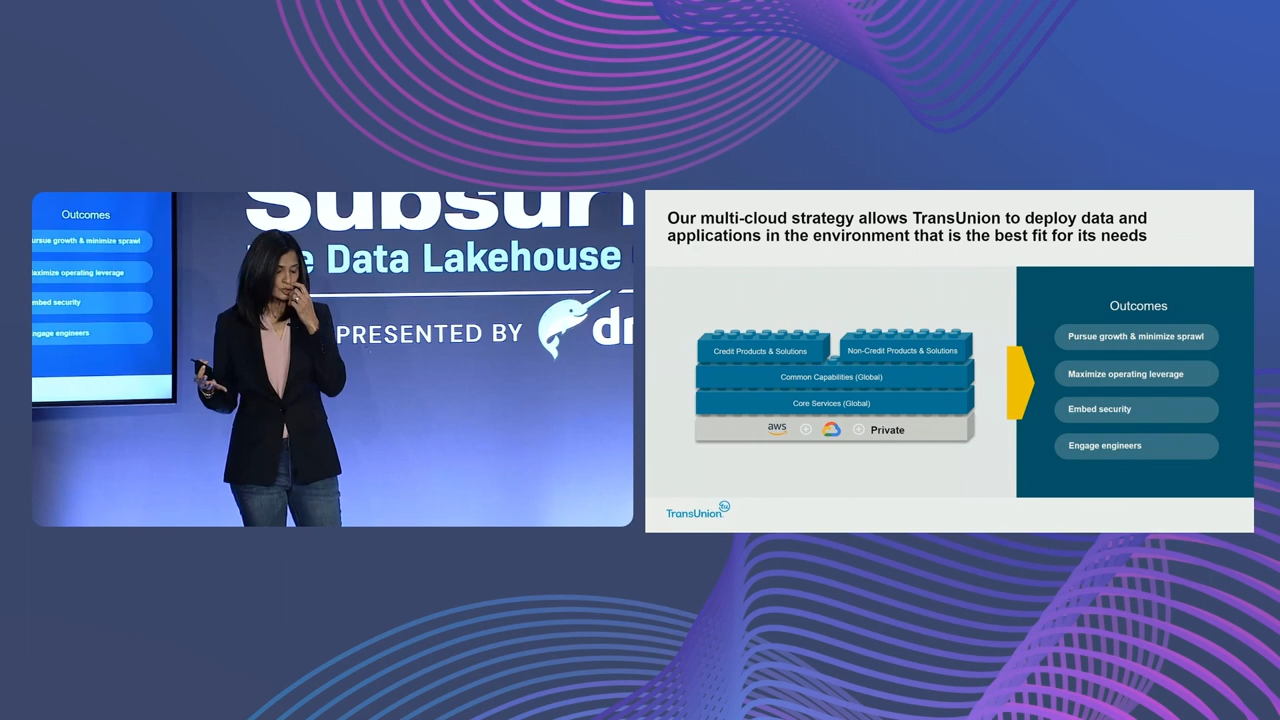 Outcomes
ursue growth & minimize sprawl
aximize operating leverage
mbed security
ngage engineers
Subsur
e Data Lakehouse
PRESENTED BY
dr
Our multi-cloud strategy allows TransUnion to deploy data and
applications in the environment that is the best fit for its needs
Credit Products & Solutions
Non-Credit Products & Solutions
Common Capabilities (Global)
Core Services (Global)
aws
Private
Outcomes
Pursue growth & minimize sprawl
Maximize operating leverage
Embed security
Engage engineers
TransUnion
tu